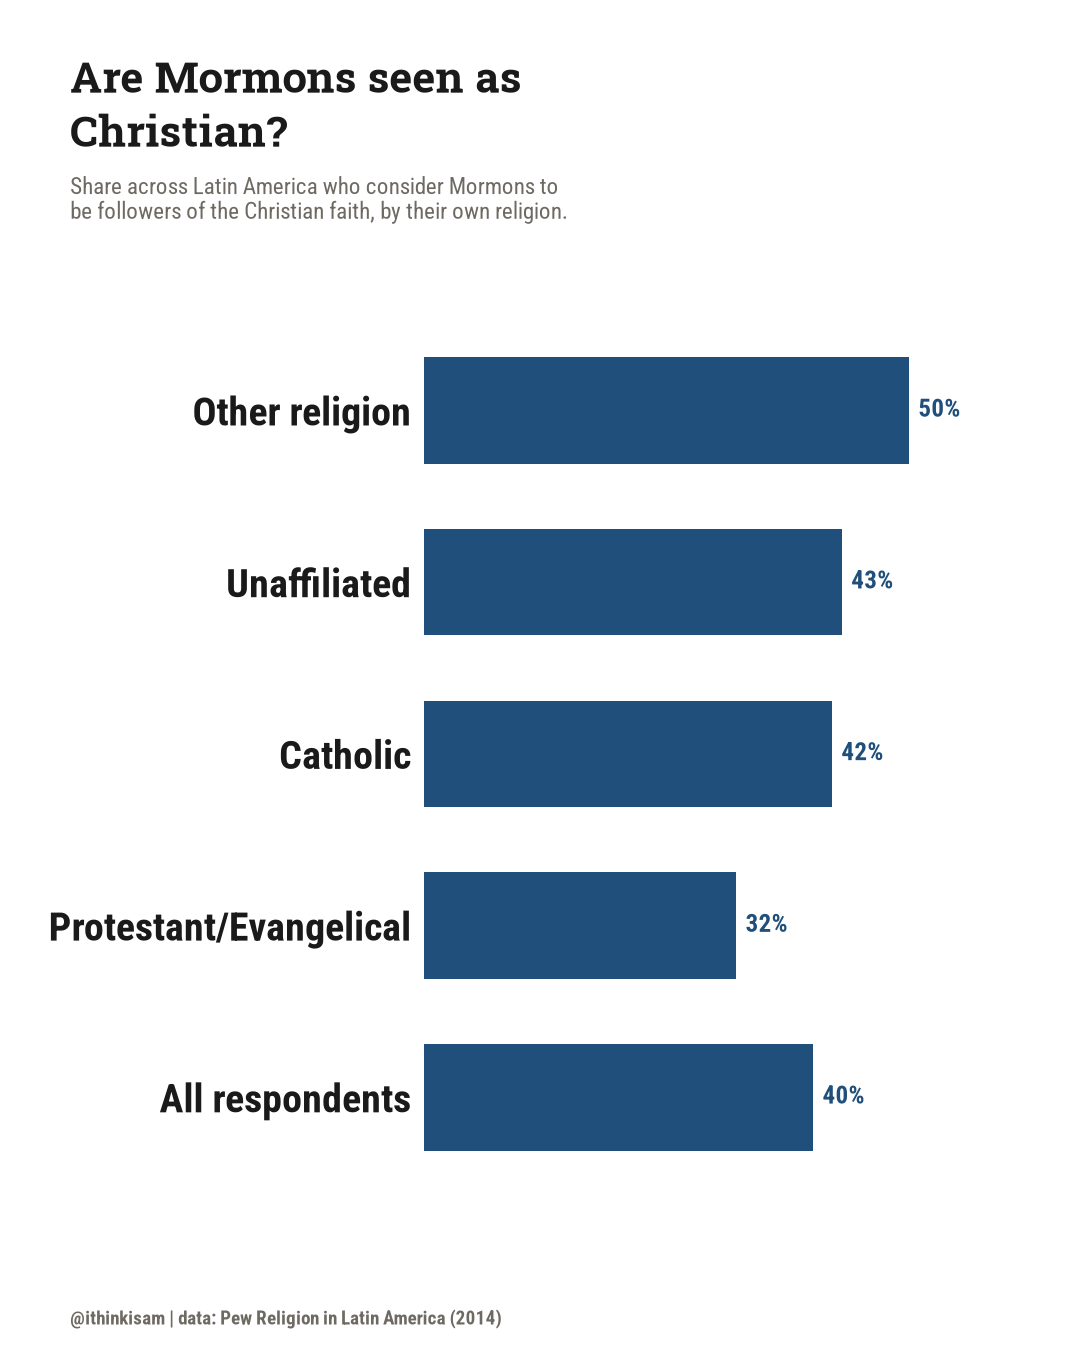 Are Mormons seen as
Christian?
Share across Latin America who consider Mormons to
be followers of the Christian faith, by their own religion.
Other religion 50%
Unaffiliated 43%
Catholic 42%
Protestant/Evangelical 32%
All respondents 40%
@ithinkisam | data: Pew Religion in Latin America (2014)